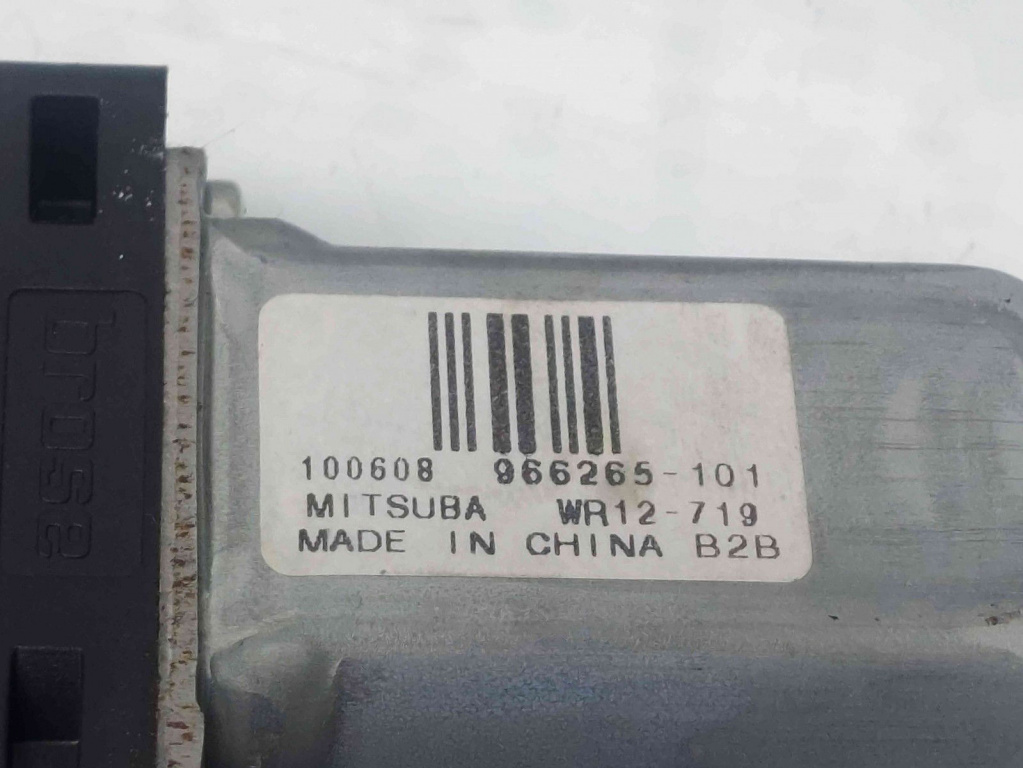 brose
100608 966265-101
MITSUBA WR12-719
MADE IN CHINA B2B